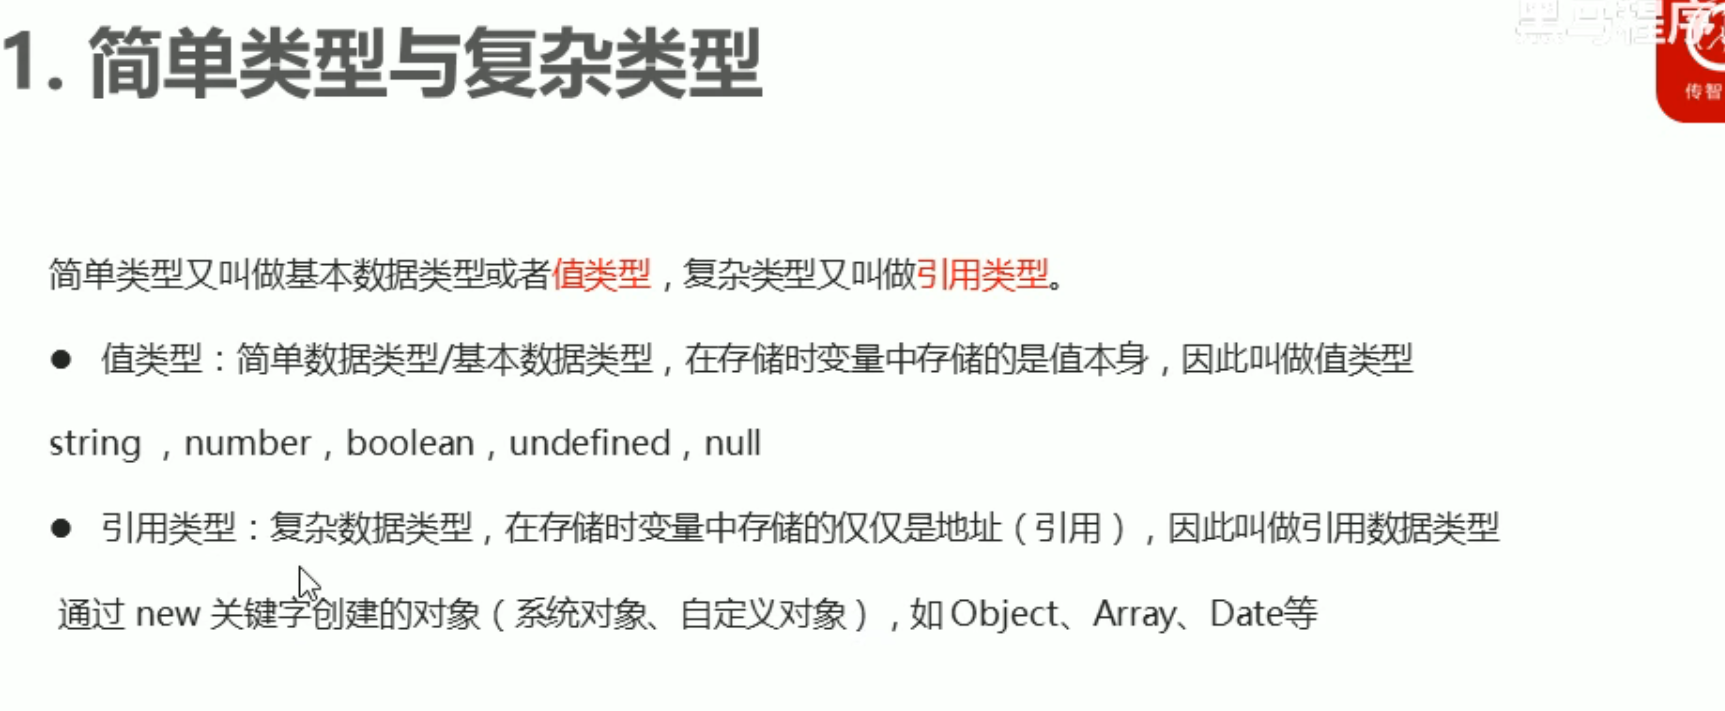 黑马程序
传智
1. 简单类型与复杂类型
简单类型又叫做基本数据类型或者值类型，复杂类型又叫做引用类型。
● 值类型：简单数据类型/基本数据类型，在存储时变量中存储的是值本身，因此叫做值类型
string ，number，boolean，undefined，null
● 引用类型：复杂数据类型，在存储时变量中存储的仅仅是地址（引用），因此叫做引用数据类型
通过 new 关键字创建的对象（系统对象、自定义对象），如 Object、Array、Date等